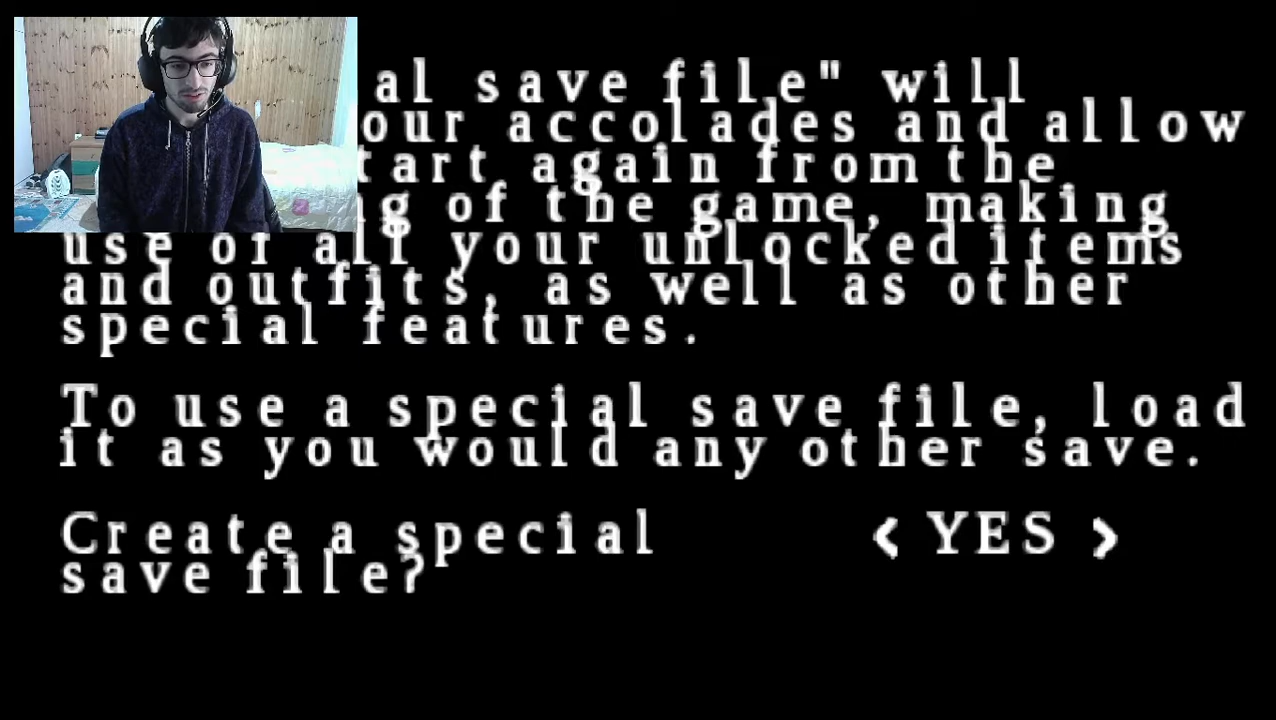 al save file" will
our accolades and allow
tart again from the
g of the game, making
use of all your unlocked items
and outfits, as well as other
special features.
To use a special save file, load
it as you would any other save.
Create a special < YES >
save file?